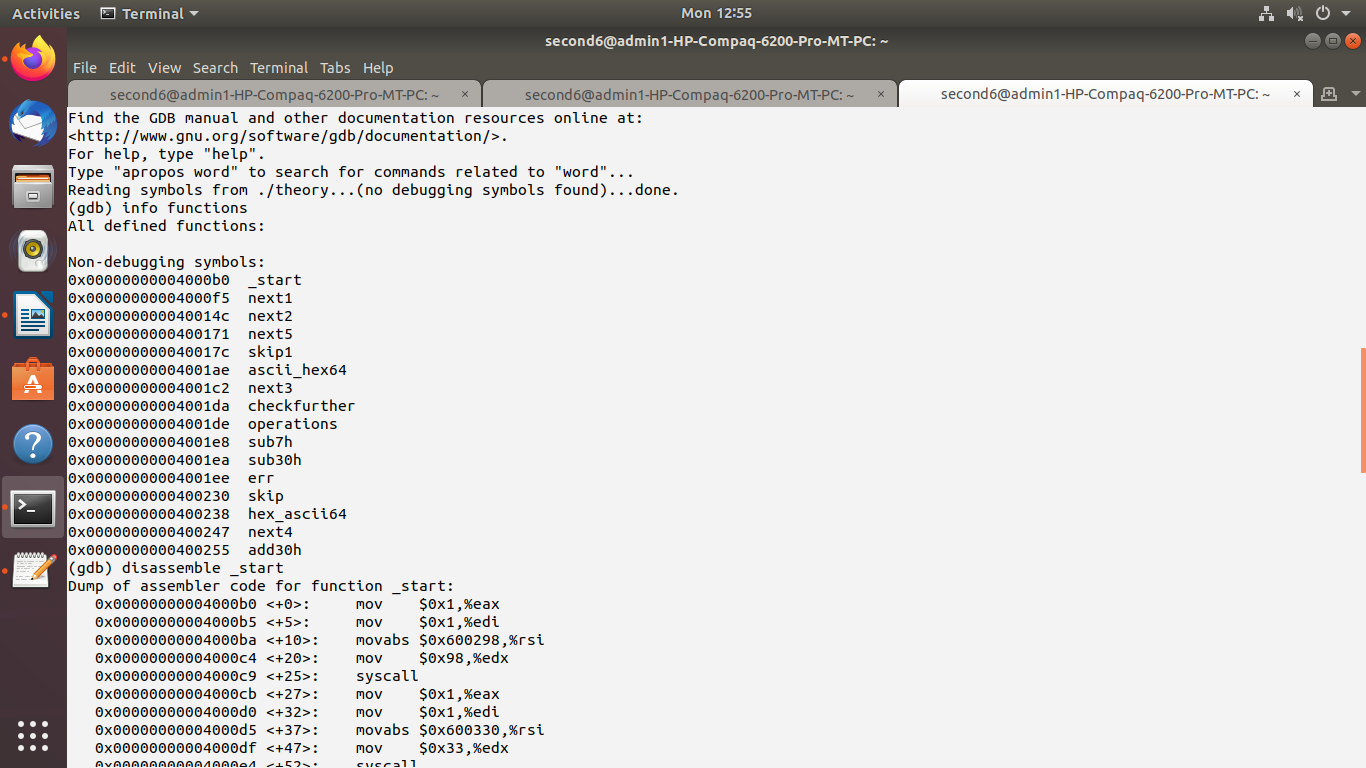 Activities Terminal Mon 12:55
second6@admin1-HP-Compaq-6200-Pro-MT-PC: ~
File Edit View Search Terminal Tabs Help
second6@admin1-HP-Compaq-6200-Pro-MT-PC: ~ × second6@admin1-HP-Compaq-6200-Pro-MT-PC: ~ × second6@admin1-HP-Compaq-6200-Pro-MT-PC: ~ ×
Find the GDB manual and other documentation resources online at:
<http://www.gnu.org/software/gdb/documentation/>.
For help, type "help".
Type "apropos word" to search for commands related to "word"...
Reading symbols from ./theory...(no debugging symbols found)...done.
(gdb) info functions
All defined functions:
Non-debugging symbols:
0x00000000004000b0  _start
0x00000000004000f5  next1
0x000000000040014c  next2
0x0000000000400171  next5
0x000000000040017c  skip1
0x00000000004001ae  ascii_hex64
0x00000000004001c2  next3
0x00000000004001da  checkfurther
0x00000000004001de  operations
0x00000000004001e8  sub7h
0x00000000004001ea  sub30h
0x00000000004001ee  err
0x0000000000400230  skip
0x0000000000400238  hex_ascii64
0x0000000000400247  next4
0x0000000000400255  add30h
(gdb) disassemble _start
Dump of assembler code for function _start:
   0x00000000004000b0 <+0>:	mov    $0x1,%eax
   0x00000000004000b5 <+5>:	mov    $0x1,%edi
   0x00000000004000ba <+10>:	movabs $0x600298,%rsi
   0x00000000004000c4 <+20>:	mov    $0x98,%edx
   0x00000000004000c9 <+25>:	syscall
   0x00000000004000cb <+27>:	mov    $0x1,%eax
   0x00000000004000d0 <+32>:	mov    $0x1,%edi
   0x00000000004000d5 <+37>:	movabs $0x600330,%rsi
   0x00000000004000df <+47>:	mov    $0x33,%edx
   0x00000000004000e4 <+52>:	syscall